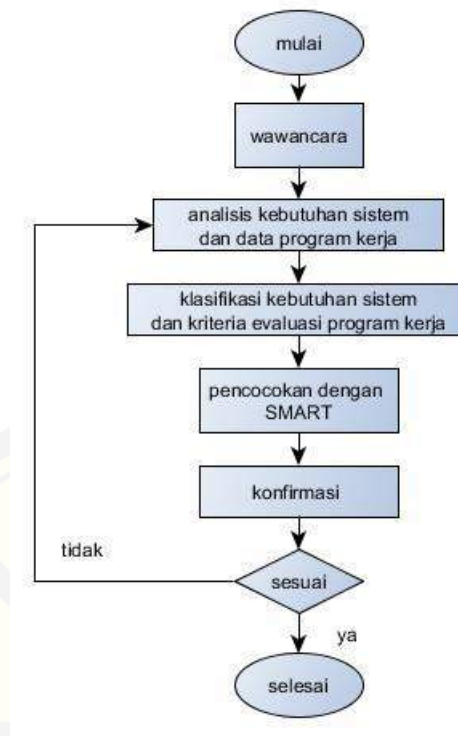 mulai
wawancara
analisis kebutuhan sistem
dan data program kerja
klasifikasi kebutuhan sistem
dan kriteria evaluasi program kerja
pencocokan dengan
SMART
konfirmasi
tidak
sesuai
ya
selesai